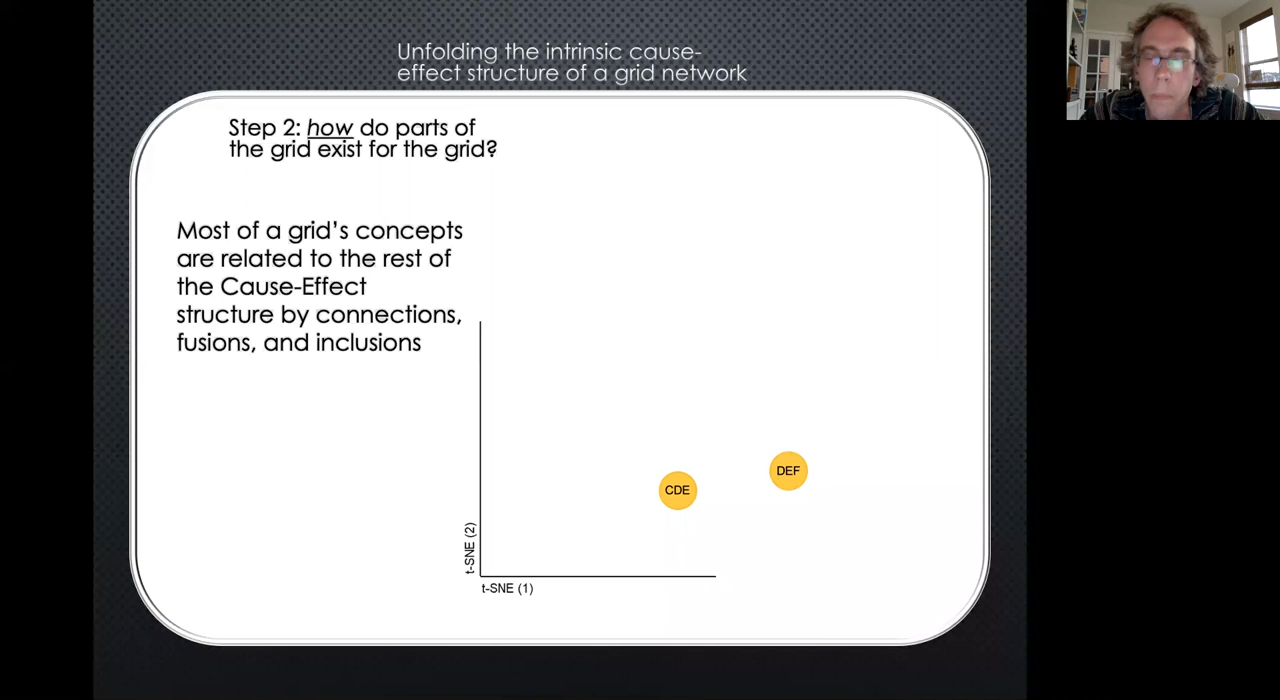 Unfolding the intrinsic cause-
effect structure of a grid network
Step 2: how do parts of
the grid exist for the grid?
Most of a grid's concepts
are related to the rest of
the Cause-Effect
structure by connections,
fusions, and inclusions
CDE
DEF
t-SNE (2)
t-SNE (1)